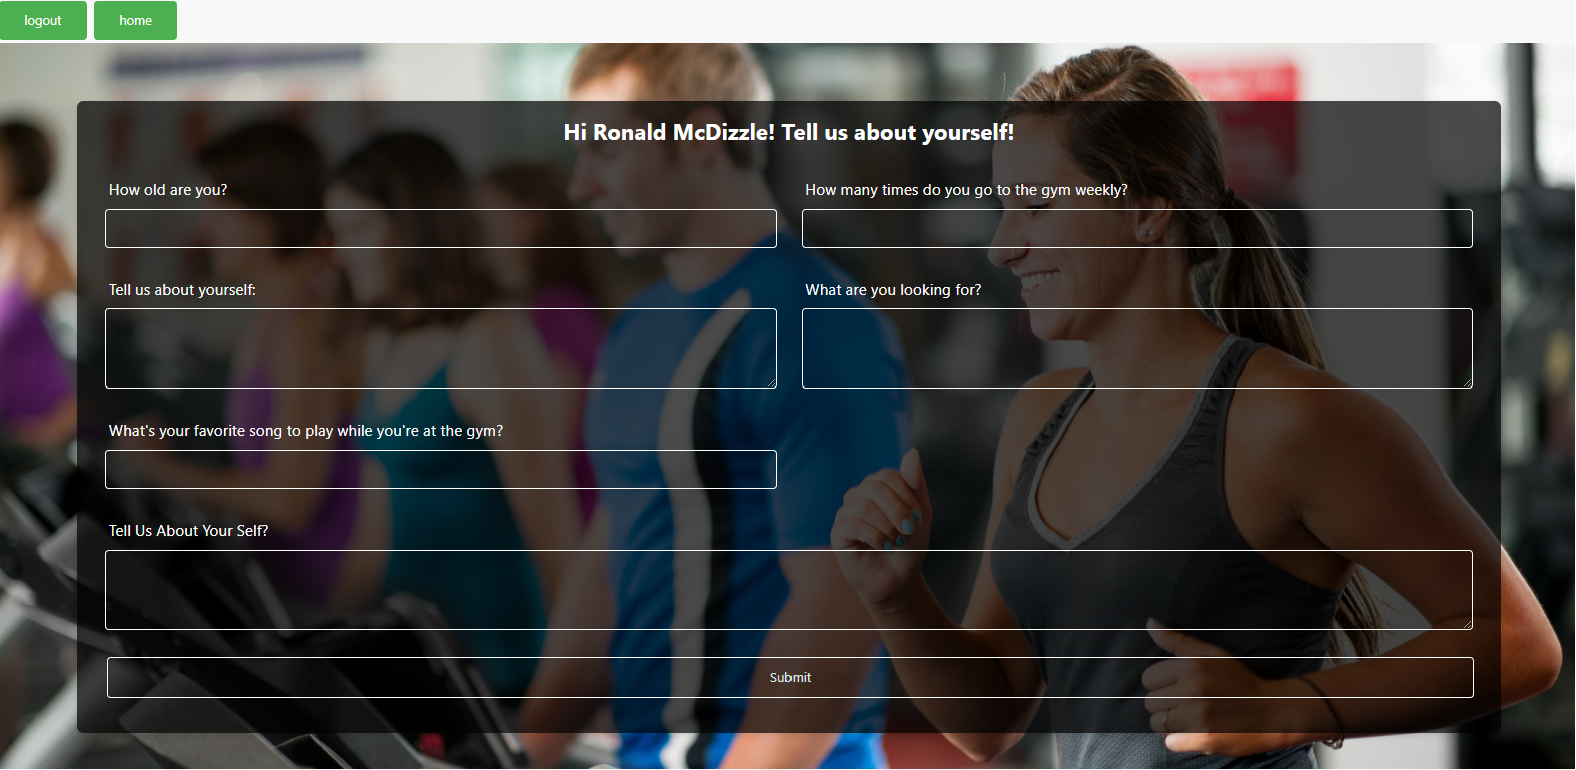 logout home
Hi Ronald McDizzle! Tell us about yourself!
How old are you? How many times do you go to the gym weekly?
Tell us about yourself: What are you looking for?
What's your favorite song to play while you're at the gym?
Tell Us About Your Self?
Submit